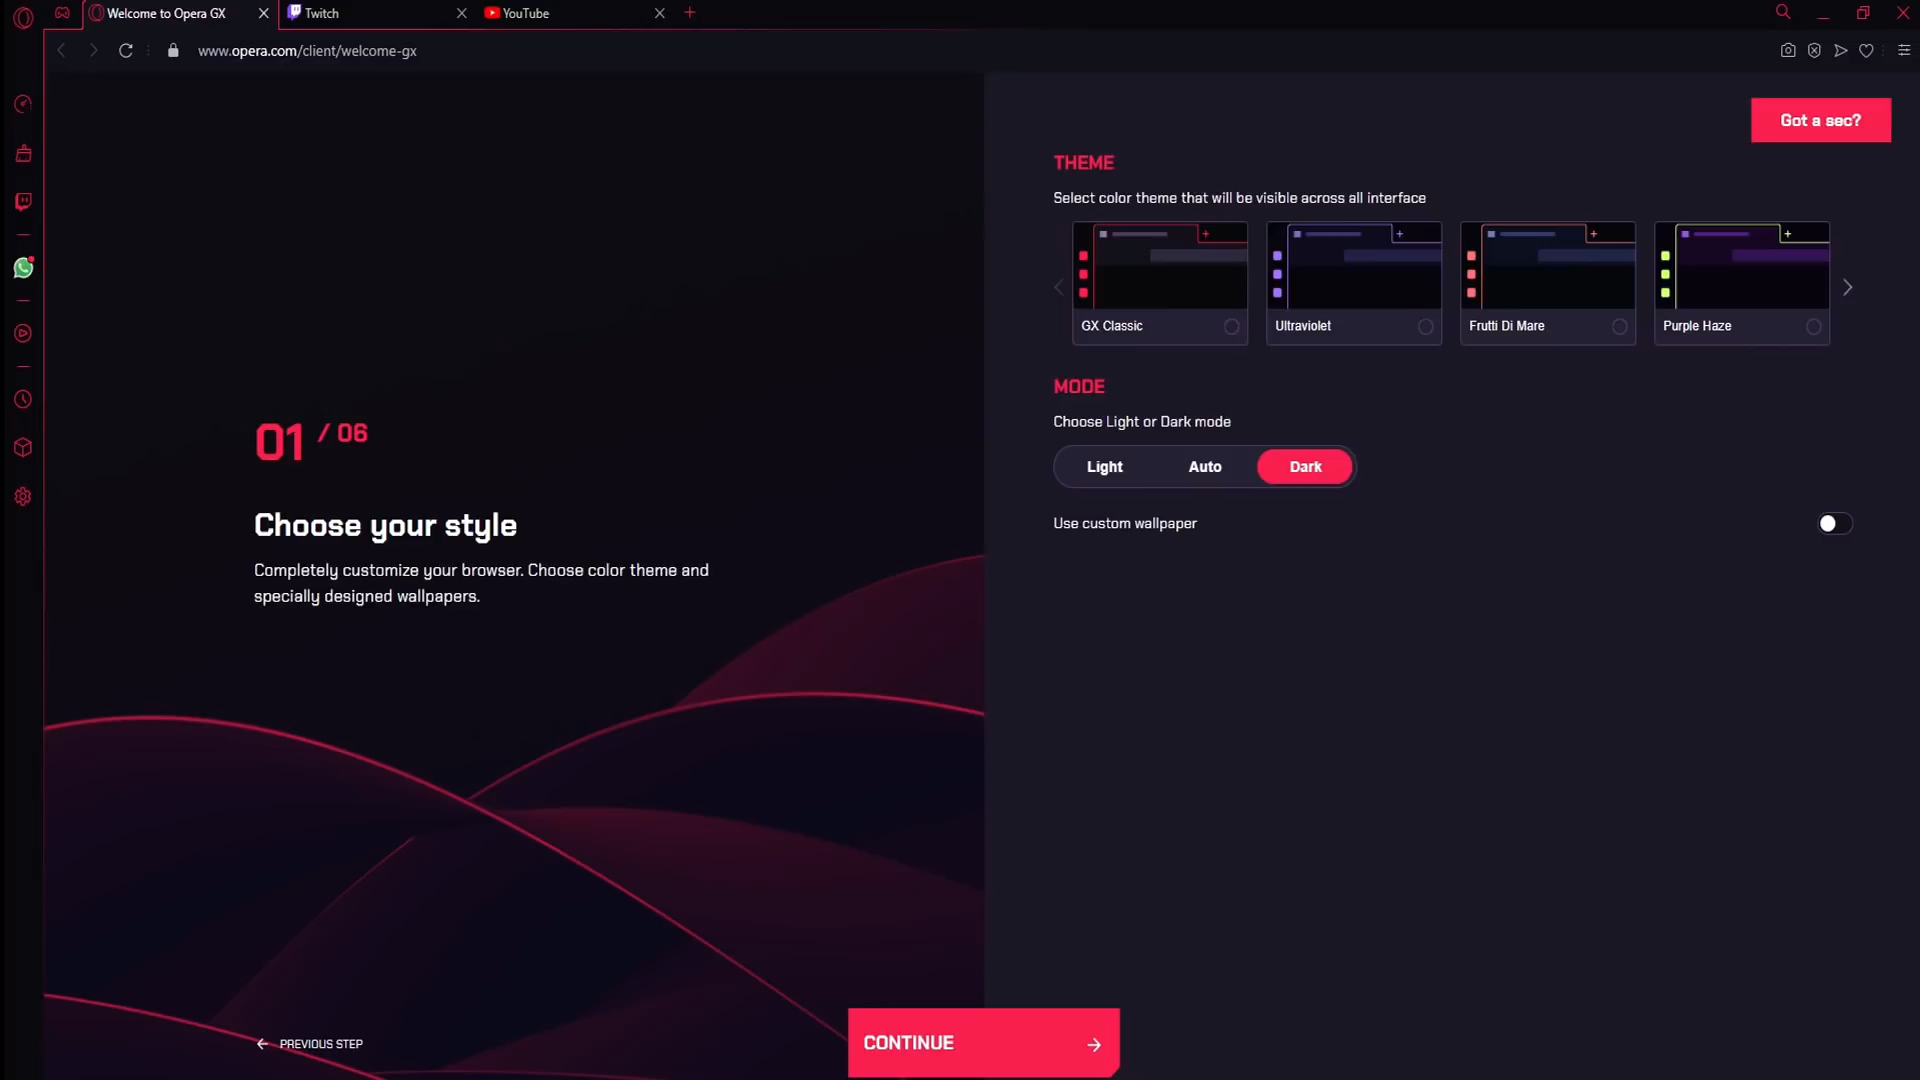 Welcome to Opera GX
Twitch
YouTube
www.opera.com/client/welcome-gx
Got a sec?
THEME
Select color theme that will be visible across all interface
GX Classic
Ultraviolet
Frutti Di Mare
Purple Haze
MODE
Choose Light or Dark mode
Light
Auto
Dark
Use custom wallpaper
01 / 06
Choose your style
Completely customize your browser. Choose color theme and
specially designed wallpapers.
PREVIOUS STEP
CONTINUE